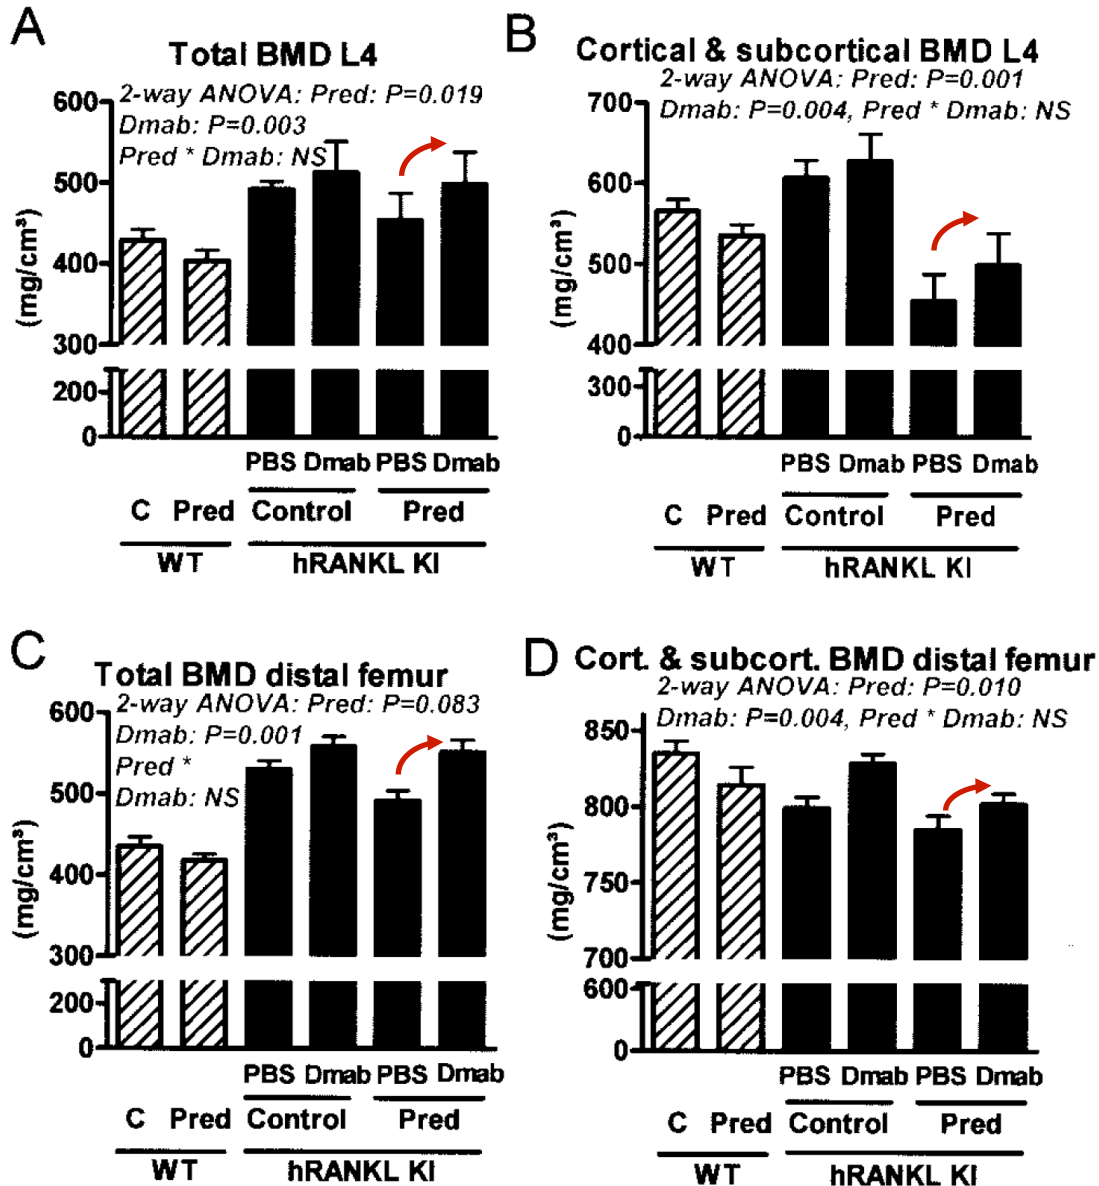 A
Total BMD L4
2-way ANOVA: Pred: P=0.019
Dmab: P=0.003
Pred * Dmab: NS
(mg/cm³)
600
500
400
300
200
0
PBS Dmab PBS Dmab
C Pred Control Pred
WT hRANKL KI
B
Cortical & subcortical BMD L4
2-way ANOVA: Pred: P=0.001
Dmab: P=0.004, Pred * Dmab: NS
(mg/cm³)
700
600
500
400
300
0
PBS Dmab PBS Dmab
C Pred Control Pred
WT hRANKL KI
C
Total BMD distal femur
2-way ANOVA: Pred: P=0.083
Dmab: P=0.001
Pred *
Dmab: NS
(mg/cm³)
600
500
400
300
200
0
PBS Dmab PBS Dmab
C Pred Control Pred
WT hRANKL KI
D
Cort. & subcort. BMD distal femur
2-way ANOVA: Pred: P=0.010
Dmab: P=0.004, Pred * Dmab: NS
(mg/cm³)
850
800
750
700
600
0
PBS Dmab PBS Dmab
C Pred Control Pred
WT hRANKL KI